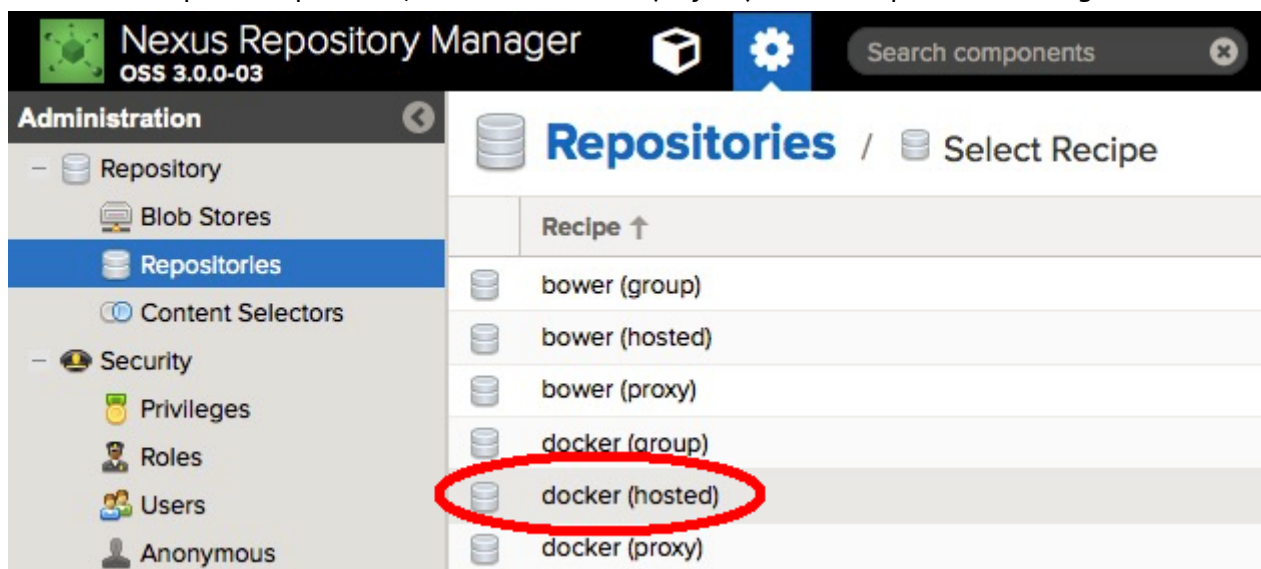 Nexus Repository Manager
OSS 3.0.0-03
Search components
Administration
Repository
Blob Stores
Repositories
Content Selectors
Security
Privileges
Roles
Users
Anonymous
Repositories / Select Recipe
Recipe ↑
bower (group)
bower (hosted)
bower (proxy)
docker (group)
docker (hosted)
docker (proxy)